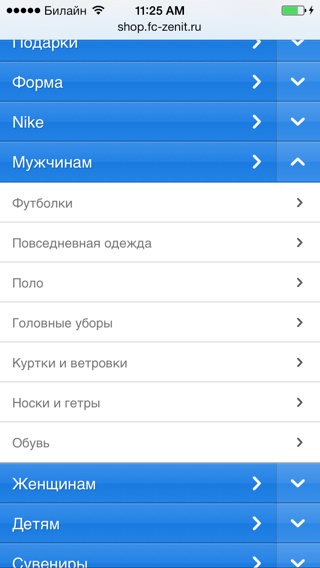 Билайн 11:25 AM
shop.fc-zenit.ru
Подарки
Форма
Nike
Мужчинам
Футболки
Повседневная одежда
Поло
Головные уборы
Куртки и ветровки
Носки и гетры
Обувь
Женщинам
Детям
Сувениры